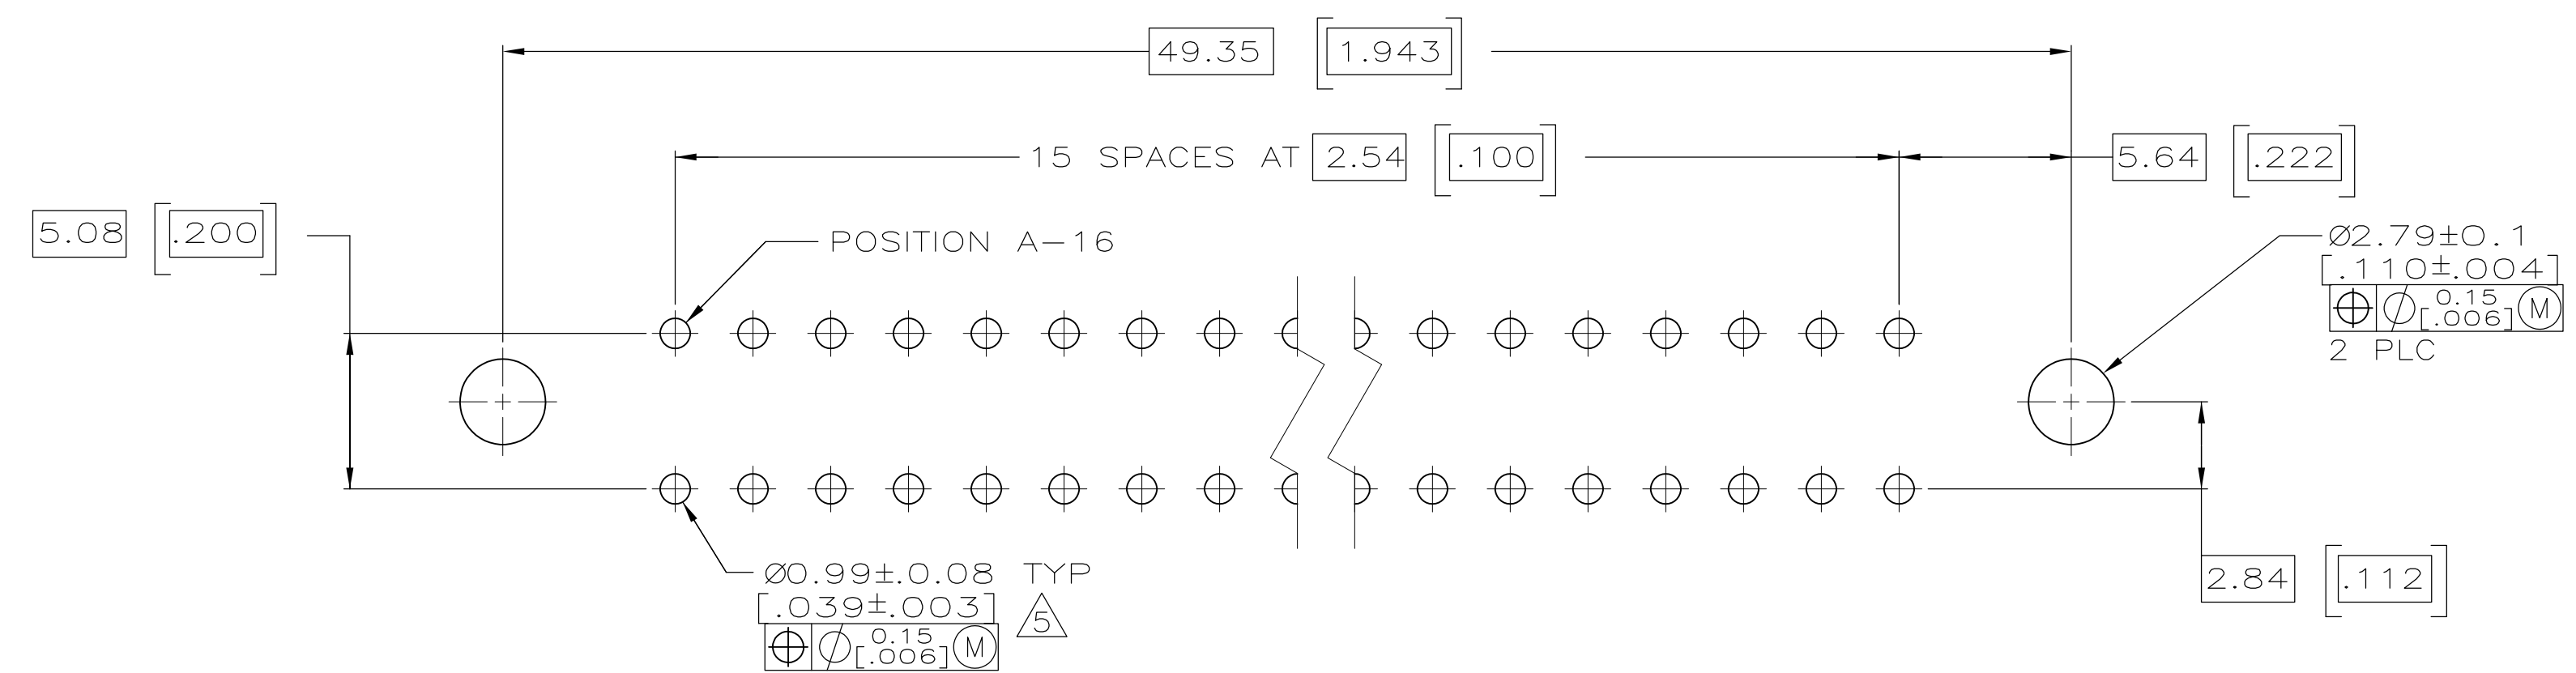 49.35 [1.943]
15 SPACES AT 2.54 [.100]
5.64 [.222]
5.08 [.200]
POSITION A-16
Ø2.79±0.1
[.110±.004]
⌖ ∅ 0.15 [.006] Ⓜ
2 PLC
Ø0.99±.0.08 TYP
[.039±.003]
5
⌖ ∅ 0.15 [.006] Ⓜ
2.84 [.112]